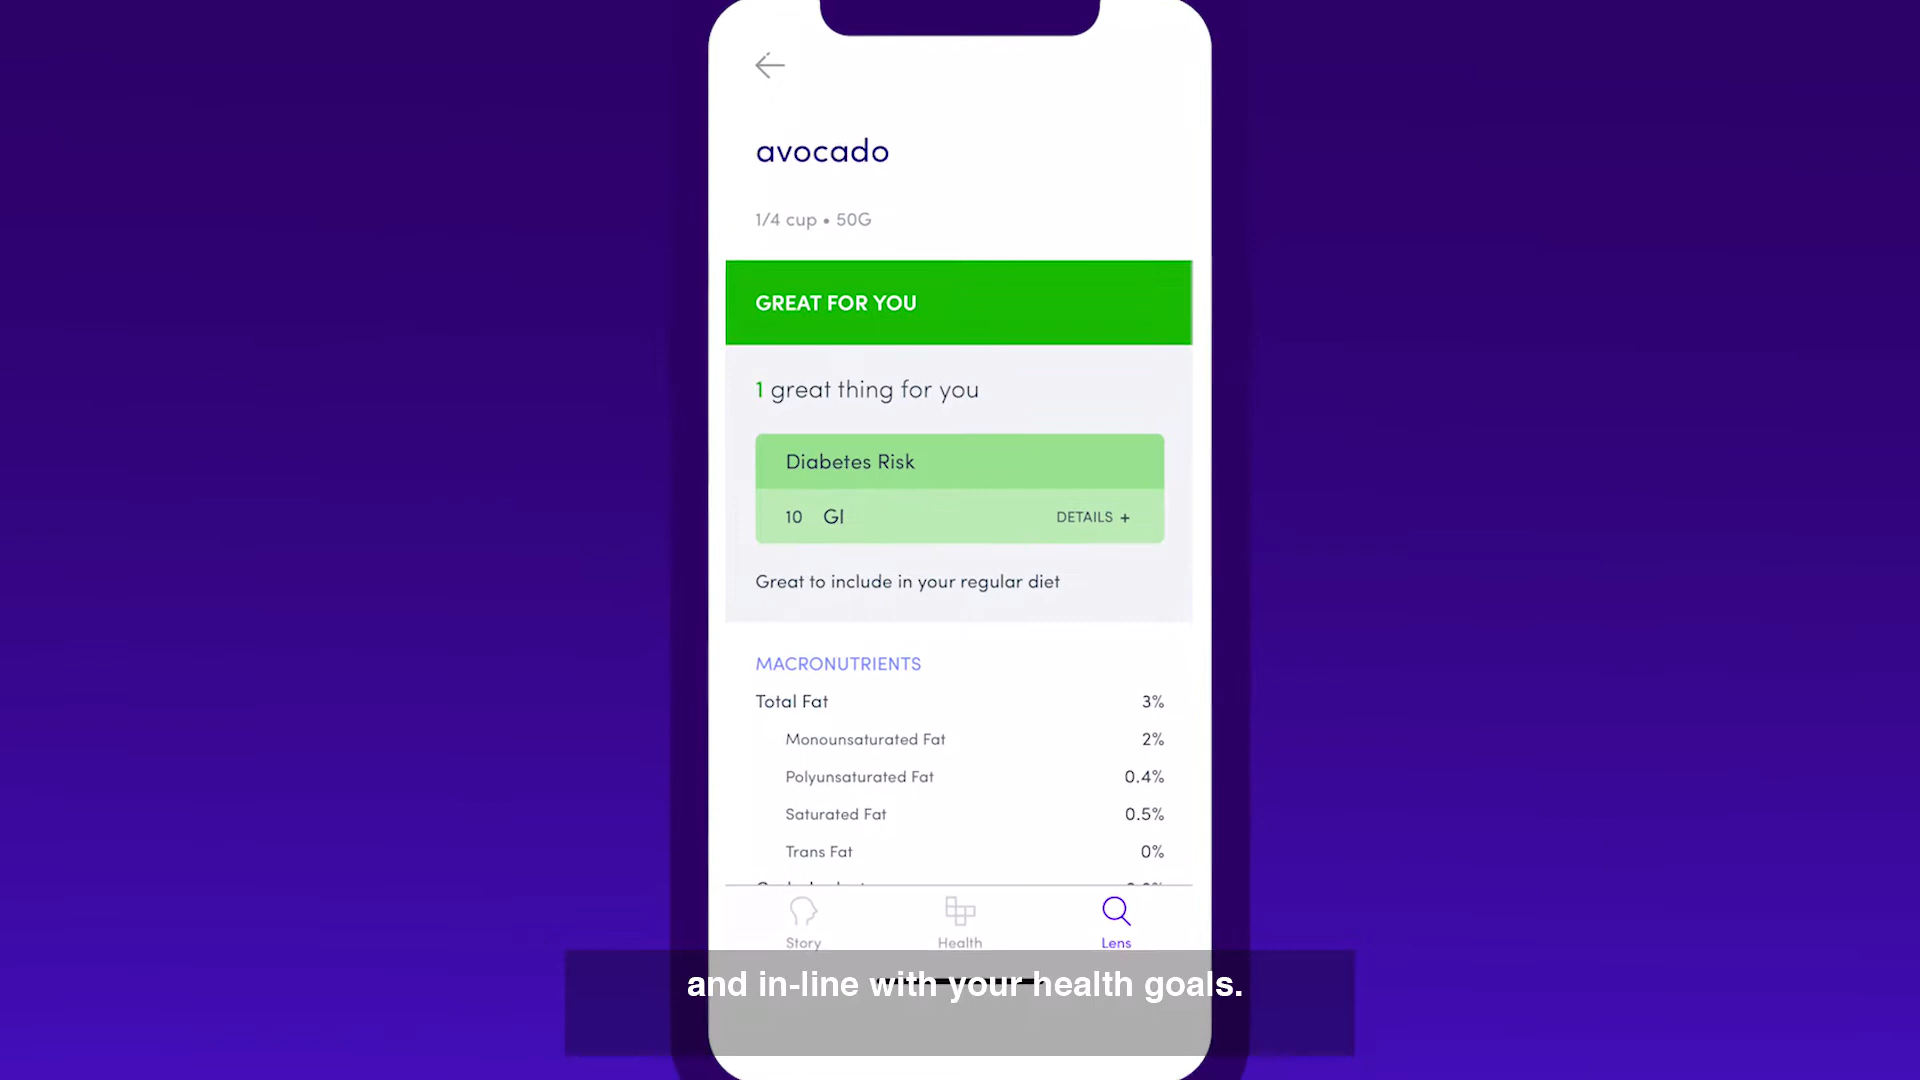 avocado
1/4 cup • 50G
GREAT FOR YOU
1 great thing for you
Diabetes Risk
10 GI DETAILS +
Great to include in your regular diet
MACRONUTRIENTS
Total Fat 3%
Monounsaturated Fat 2%
Polyunsaturated Fat 0.4%
Saturated Fat 0.5%
Trans Fat 0%
Story Health Lens
and in-line with your health goals.